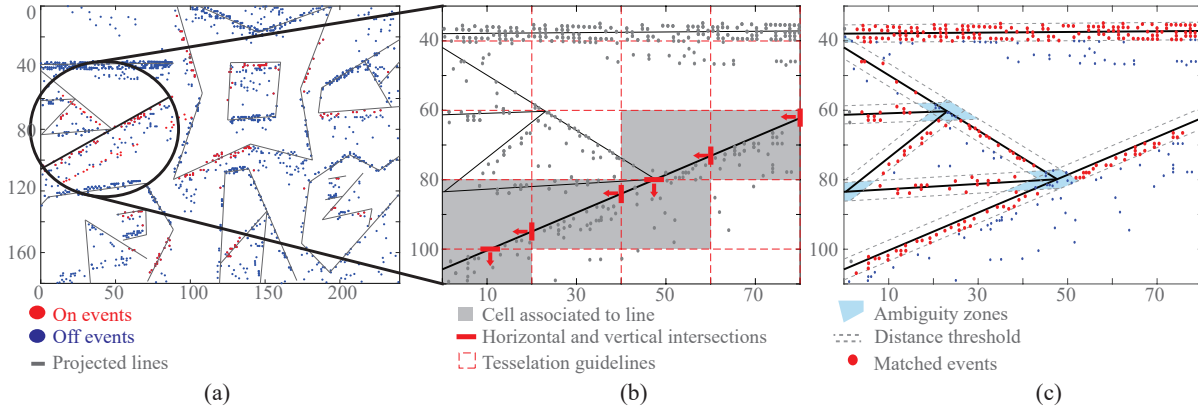 0
40
80
120
160
0
50
100
150
200
On events
Off events
Projected lines
(a)
40
60
80
100
10
30
50
70
Cell associated to line
Horizontal and vertical intersections
Tesselation guidelines
(b)
40
60
80
100
10
30
50
70
Ambiguity zones
Distance threshold
Matched events
(c)